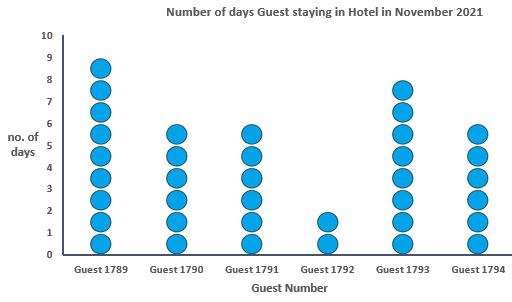 Number of days Guest staying in Hotel in November 2021
10
9
8
7
6
5
4
3
2
1
0
no. of
days
Guest 1789 Guest 1790 Guest 1791 Guest 1792 Guest 1793 Guest 1794
Guest Number